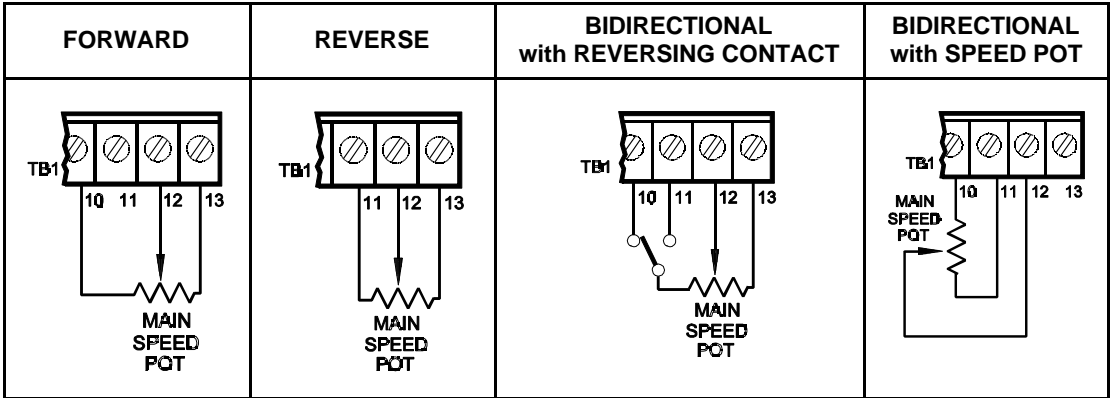 FORWARD
REVERSE
BIDIRECTIONAL
with REVERSING CONTACT
BIDIRECTIONAL
with SPEED POT
TB1
10 11 12 13
MAIN
SPEED
POT
TB1
11 12 13
MAIN
SPEED
POT
TB1
10 11 12 13
MAIN
SPEED
POT
TB1
10 11 12 13
MAIN
SPEED
POT